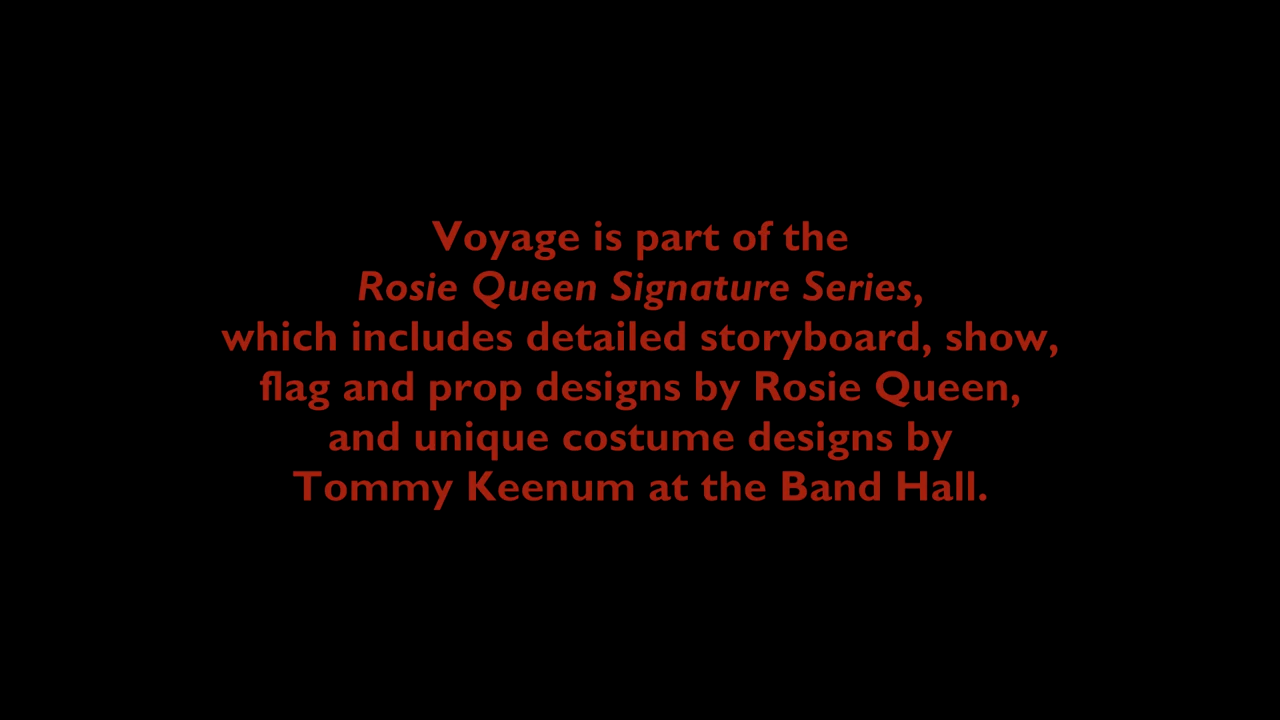 Voyage is part of the
Rosie Queen Signature Series,
which includes detailed storyboard, show,
flag and prop designs by Rosie Queen,
and unique costume designs by
Tommy Keenum at the Band Hall.